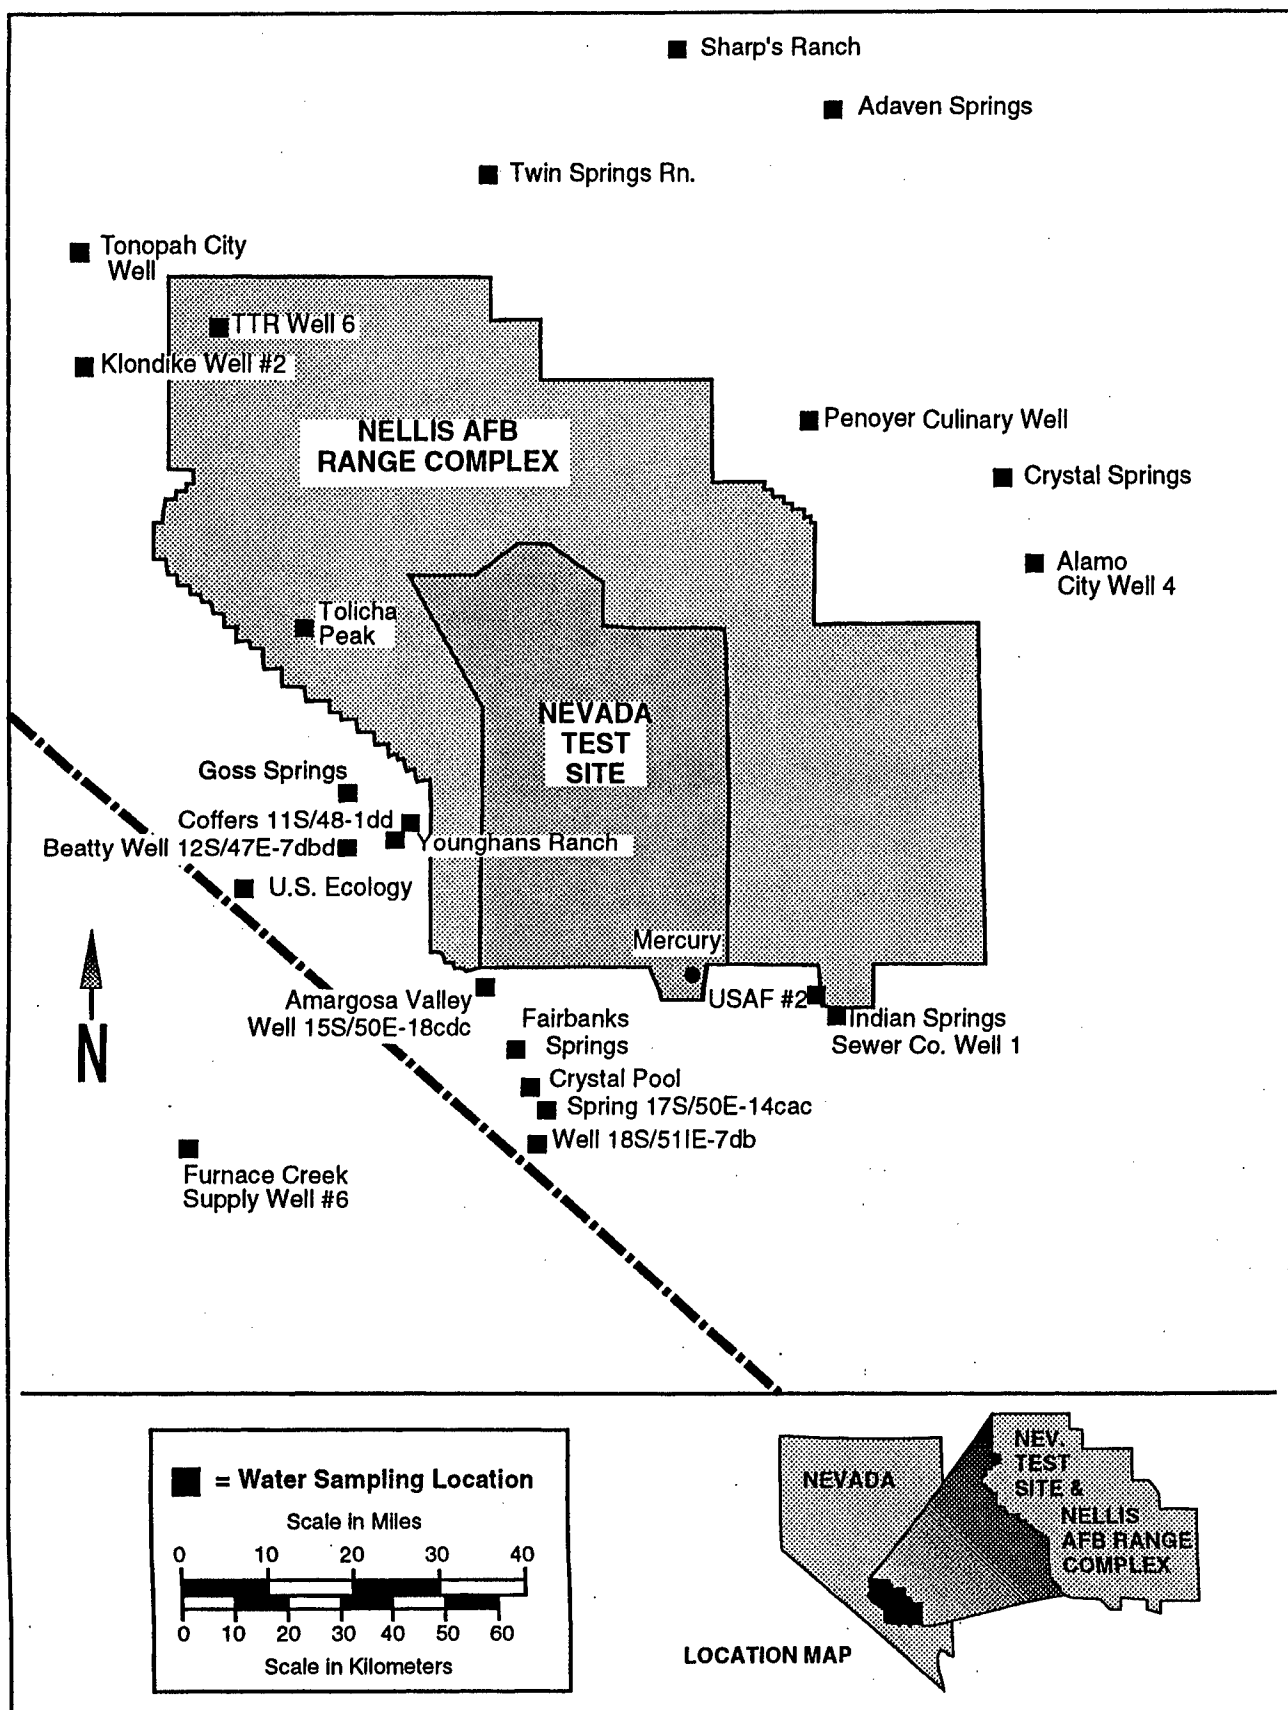 Sharp's Ranch
Adaven Springs
Twin Springs Rn.
Tonopah City
Well
TTR Well 6
Klondike Well #2
NELLIS AFB
RANGE COMPLEX
Penoyer Culinary Well
Crystal Springs
Alamo
City Well 4
Tolicha
Peak
NEVADA
TEST
SITE
Goss Springs
Coffers 11S/48-1dd
Younghans Ranch
Beatty Well 12S/47E-7dbd
U.S. Ecology
Mercury
N
Amargosa Valley
Well 15S/50E-18cdc
USAF #2
Indian Springs
Sewer Co. Well 1
Fairbanks
Springs
Crystal Pool
Spring 17S/50E-14cac
Well 18S/51IE-7db
Furnace Creek
Supply Well #6
= Water Sampling Location
Scale in Miles
0 10 20 30 40
0 10 20 30 40 50 60
Scale in Kilometers
NEVADA
NEV.
TEST
SITE &
NELLIS
AFB RANGE
COMPLEX
LOCATION MAP